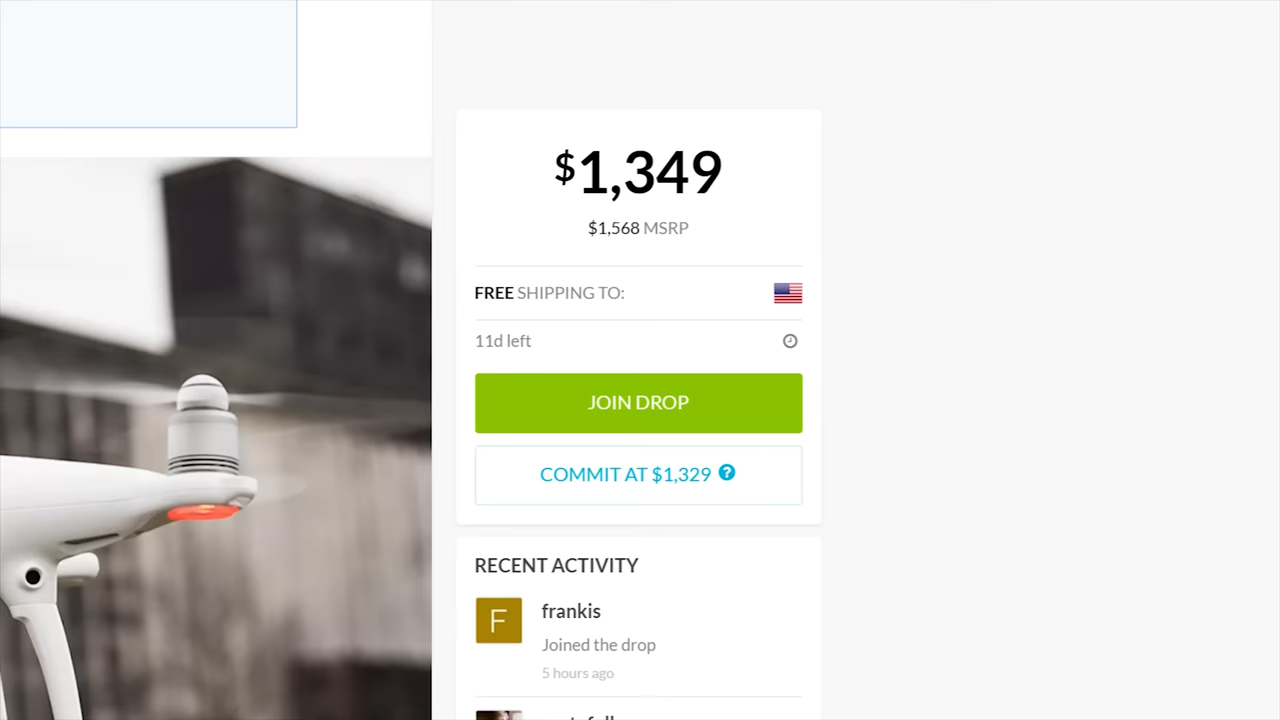 $1,349
$1,568 MSRP
FREE SHIPPING TO:
11d left
JOIN DROP
COMMIT AT $1,329 ?
RECENT ACTIVITY
F
frankis
Joined the drop
5 hours ago